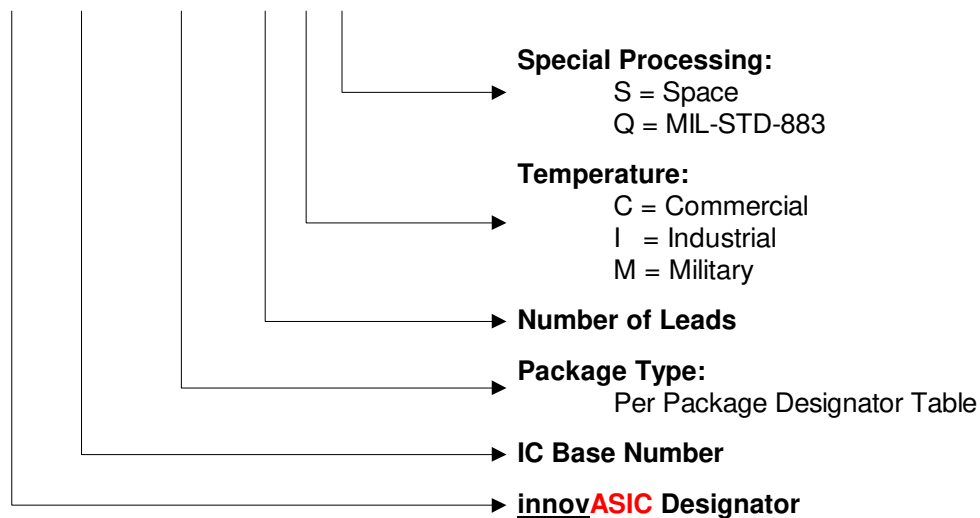 Special Processing:
S = Space
Q = MIL-STD-883
Temperature:
C = Commercial
I = Industrial
M = Military
Number of Leads
Package Type:
Per Package Designator Table
IC Base Number
innovASIC Designator